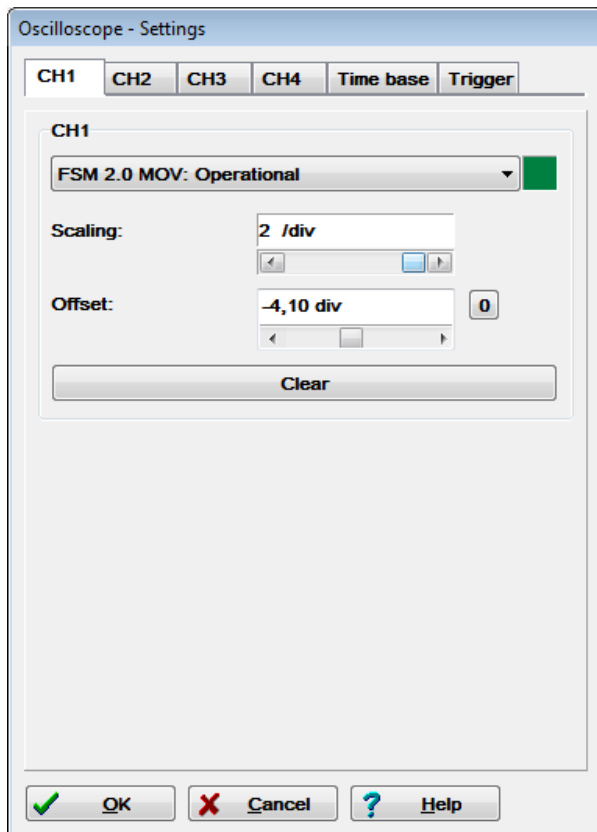 Oscilloscope - Settings
CH1 CH2 CH3 CH4 Time base Trigger
CH1
FSM 2.0 MOV: Operational
Scaling: 2 /div
Offset: -4,10 div 0
Clear
OK Cancel ? Help